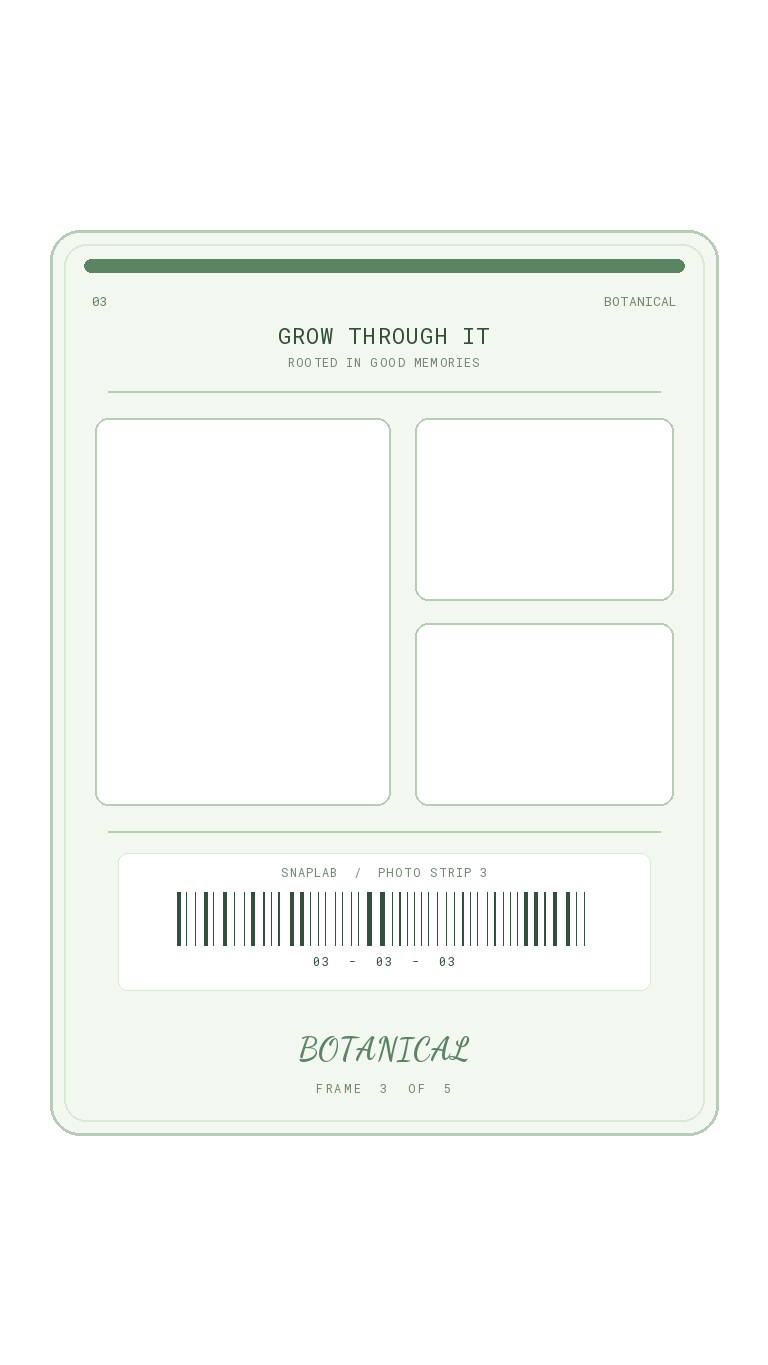 03 BOTANICAL
GROW THROUGH IT
ROOTED IN GOOD MEMORIES
SNAPLAB / PHOTO STRIP 3
03 - 03 - 03
BOTANICAL
FRAME 3 OF 5